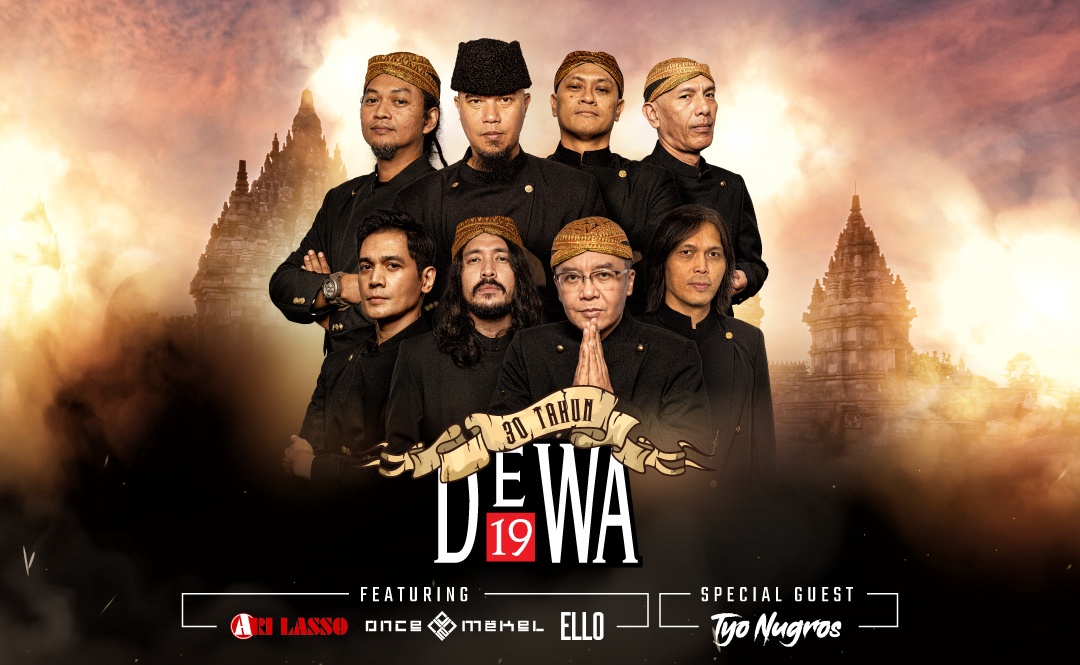 30 TAHUN
DEWA
19
FEATURING
ARI LASSO
ONCE MEKEL
ELLO
SPECIAL GUEST
Tyo Nugros